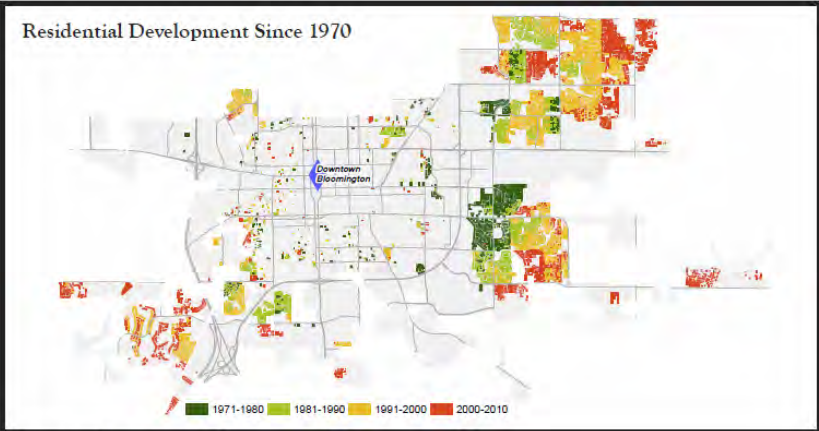 Residential Development Since 1970
Downtown
Bloomington
1971-1980
1981-1990
1991-2000
2000-2010